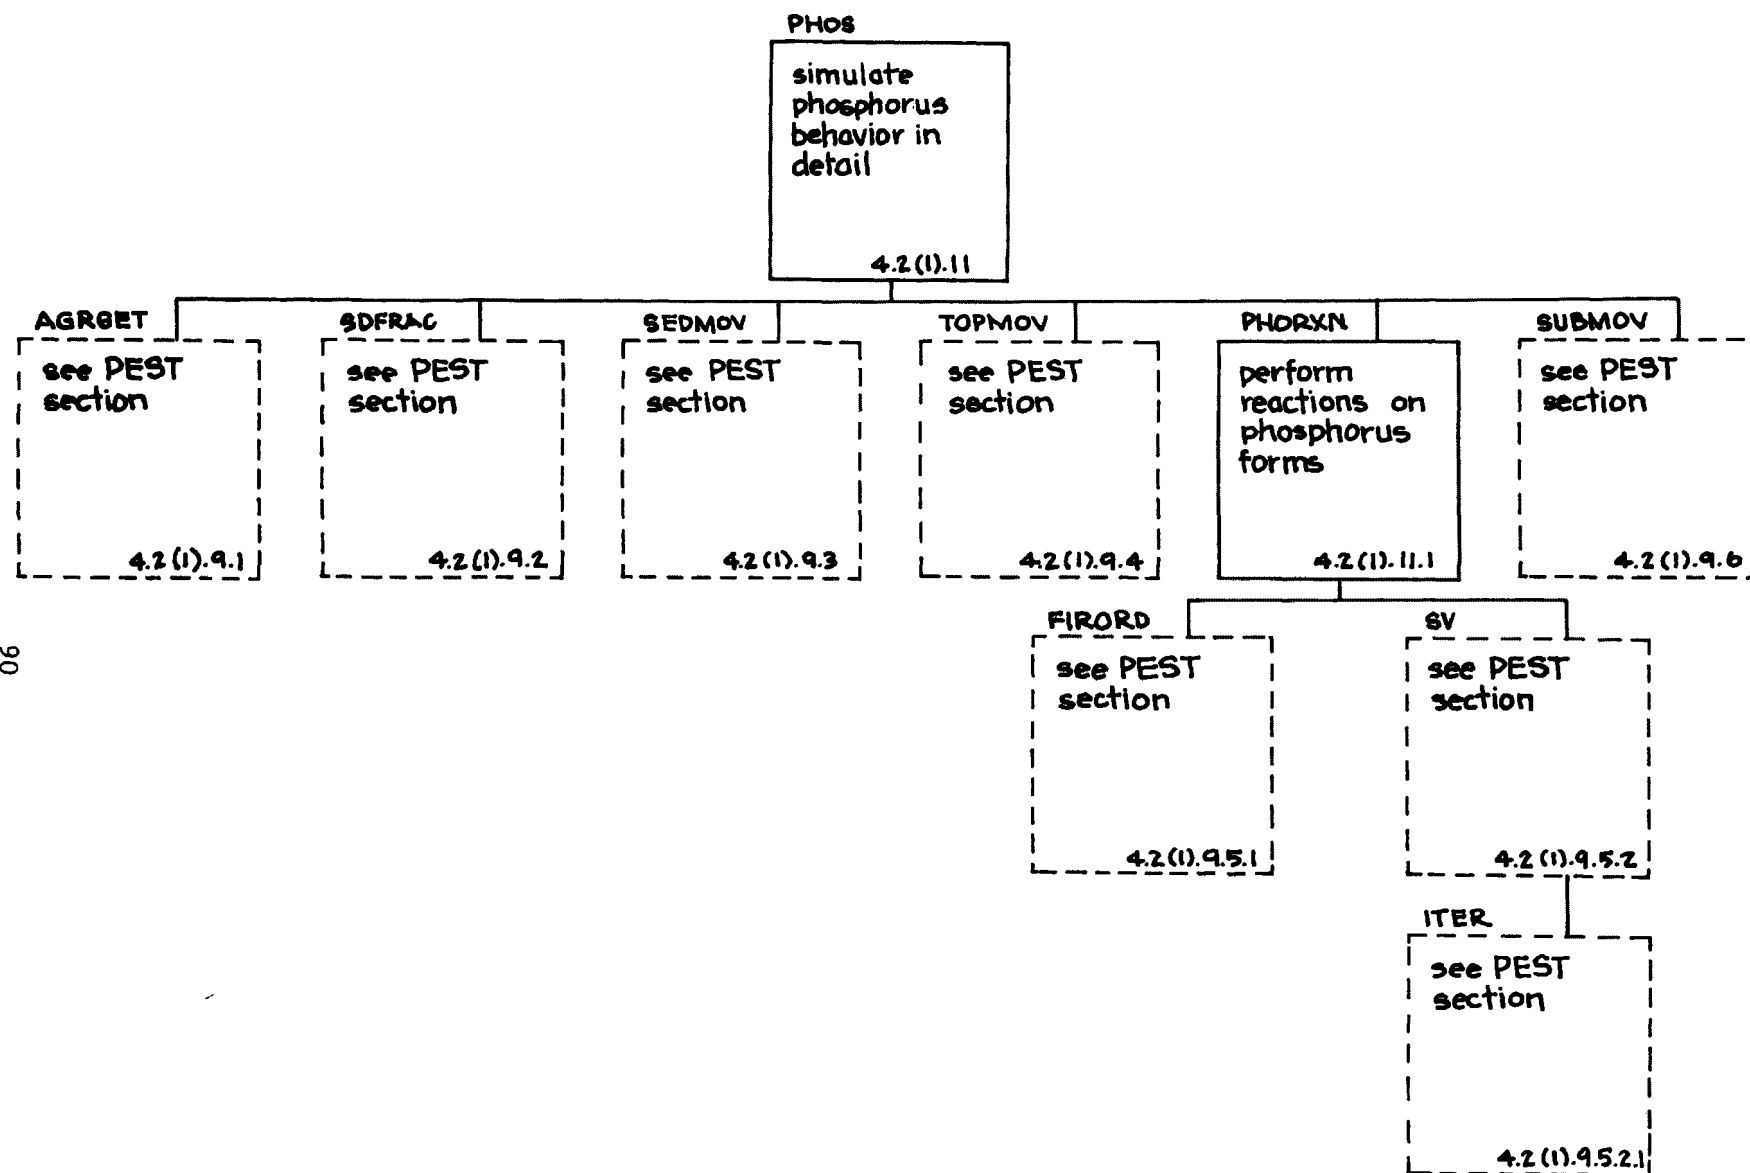 PHOS
simulate
phosphorus
behavior in
detail
4.2(1).11
AGRGET
see PEST
section
4.2(1).9.1
SDFRAC
see PEST
section
4.2(1).9.2
SEDMOV
see PEST
section
4.2(1).9.3
TOPMOV
see PEST
section
4.2(1).9.4
PHORXN
perform
reactions on
phosphorus
forms
4.2(1).11.1
SUBMOV
see PEST
section
4.2(1).9.6
FIRORD
see PEST
section
4.2(1).9.5.1
SV
see PEST
section
4.2(1).9.5.2
ITER
see PEST
section
4.2(1).9.5.2.1
90